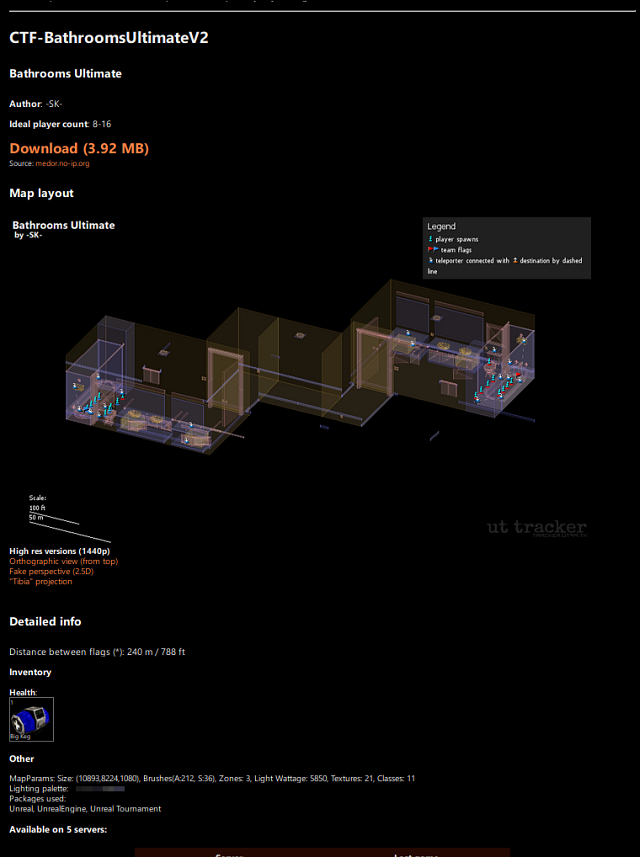 CTF-BathroomsUltimateV2
Bathrooms Ultimate
Author: -SK-
Ideal player count: 8-16
Download (3.92 MB)
Source: medor.no-ip.org
Map layout
Bathrooms Ultimate
by -SK-
Legend
player spawns
team flags
teleporter connected with destination by dashed
line
Scale:
100 ft
50 m
ut tracker
High res versions (1440p)
Orthographic view (from top)
Fake perspective (2.5D)
"Tibia" projection
Detailed info
Distance between flags (*): 240 m / 788 ft
Inventory
Health:
1
Big Keg
Other
MapParams: Size: (10893,8224,1080), Brushes(A:212, S:36), Zones: 3, Light Wattage: 5850, Textures: 21, Classes: 11
Lighting palette:
Packages used:
Unreal, UnrealEngine, Unreal Tournament
Available on 5 servers: